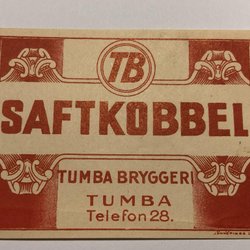 TB
SAFTKOBBEL
TUMBA BRYGGERI
TUMBA
Telefon 28.